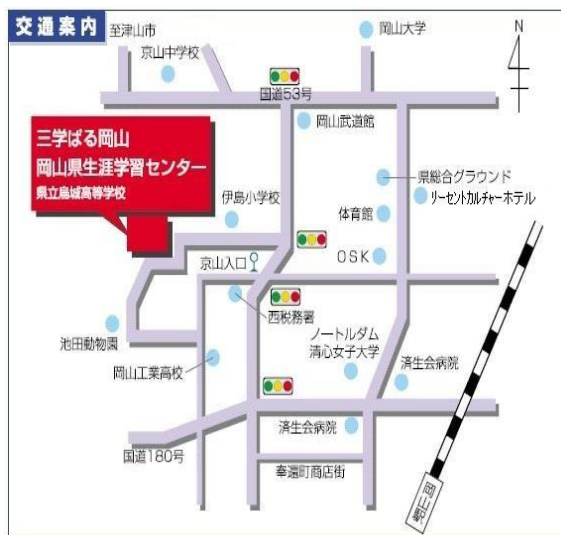 交通案内
至津山市
岡山大学
N
京山中学校
国道53号
岡山武道館
三学ぱる岡山
岡山県生涯学習センター
県立烏城高等学校
県総合グラウンド
リーセントカルチャーホテル
伊島小学校
体育館
京山入口
OSK
西税務署
池田動物園
ノートルダム
清心女子大学
岡山工業高校
済生会病院
済生会病院
国道180号
奉還町商店街
岡山駅